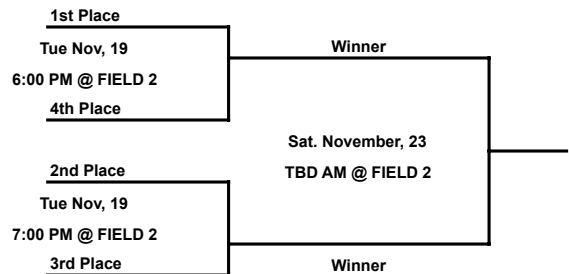 1st Place
Tue Nov, 19
Winner
6:00 PM @ FIELD 2
4th Place
Sat. November, 23
TBD AM @ FIELD 2
2nd Place
Tue Nov, 19
7:00 PM @ FIELD 2
3rd Place
Winner